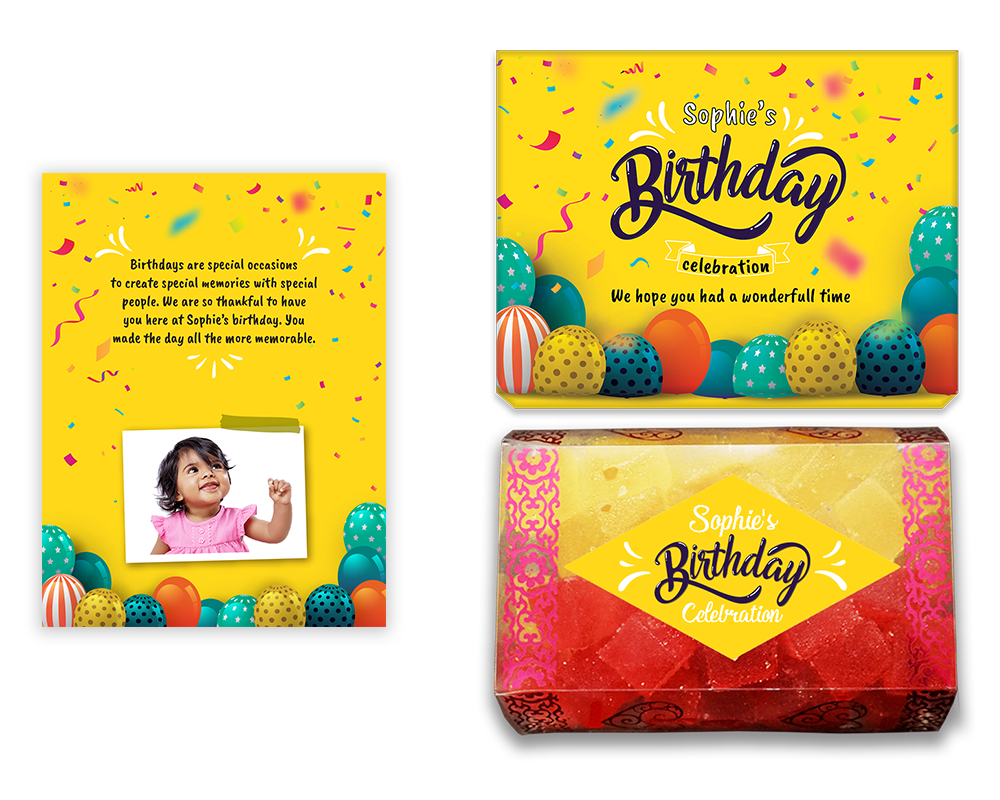 Birthdays are special occasions
to create special memories with special
people. We are so thankful to have
you here at Sophie's birthday. You
made the day all the more memorable.
Sophie's
Birthday
celebration
We hope you had a wonderfull time
Sophie's
Birthday
Celebration